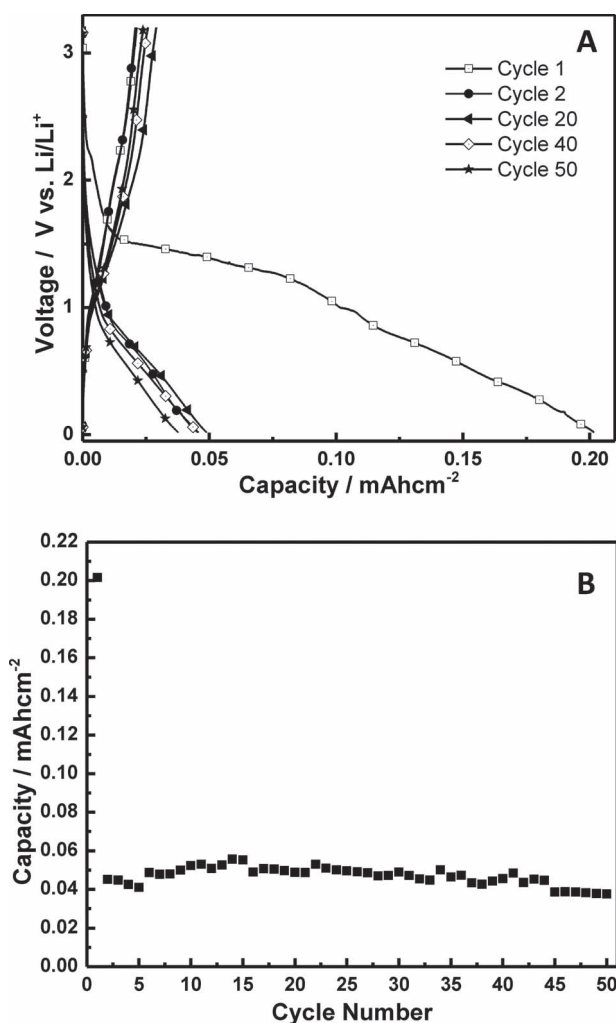 A
Cycle 1
Cycle 2
Cycle 20
Cycle 40
Cycle 50
Voltage / V vs. Li/Li⁺
3
2
1
0
0.00 0.05 0.10 0.15 0.20
Capacity / mAhcm⁻²
B
Capacity / mAhcm⁻²
0.22
0.20
0.18
0.16
0.14
0.12
0.10
0.08
0.06
0.04
0.02
0.00
0 5 10 15 20 25 30 35 40 45 50
Cycle Number